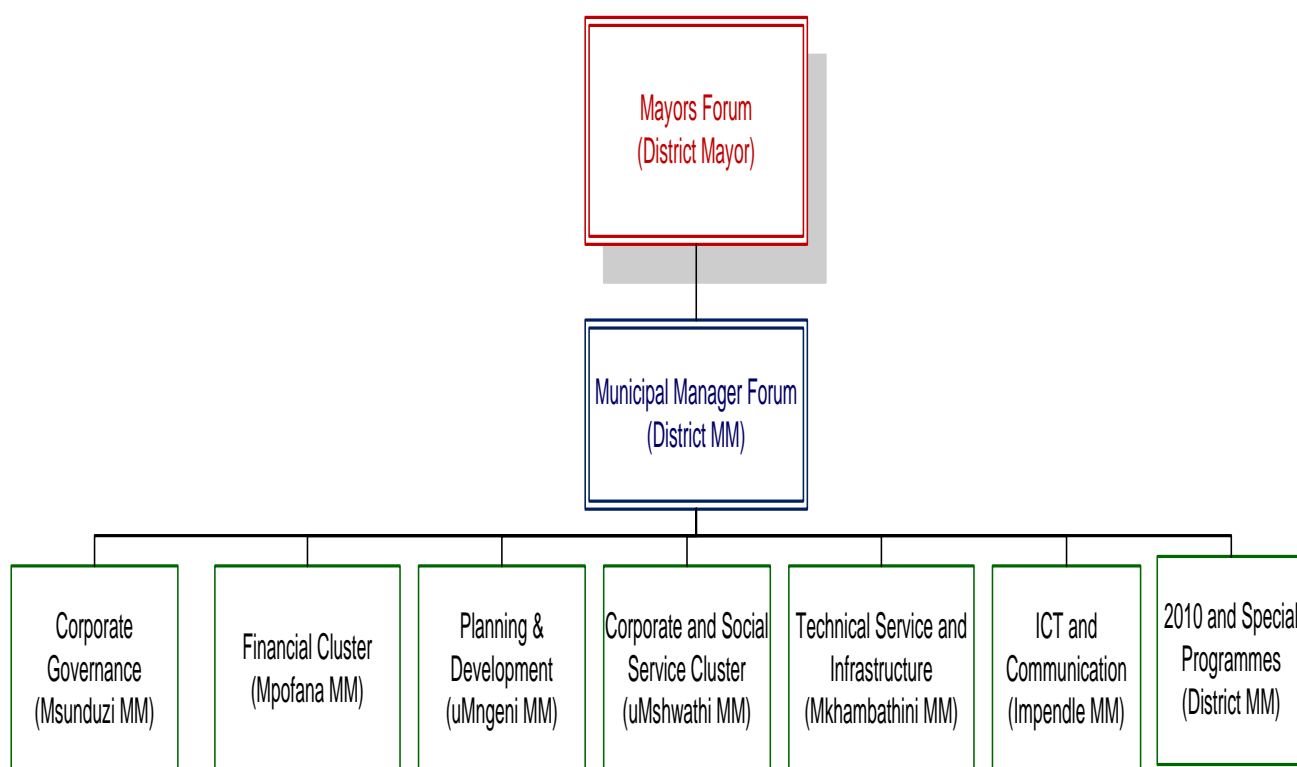 Mayors Forum
(District Mayor)
Municipal Manager Forum
(District MM)
Corporate
Governance
(Msunduzi MM)
Financial Cluster
(Mpofana MM)
Planning &
Development
(uMngeni MM)
Corporate and Social
Service Cluster
(uMshwathi MM)
Technical Service and
Infrastructure
(Mkhambathini MM)
ICT and
Communication
(Impendle MM)
2010 and Special
Programmes
(District MM)